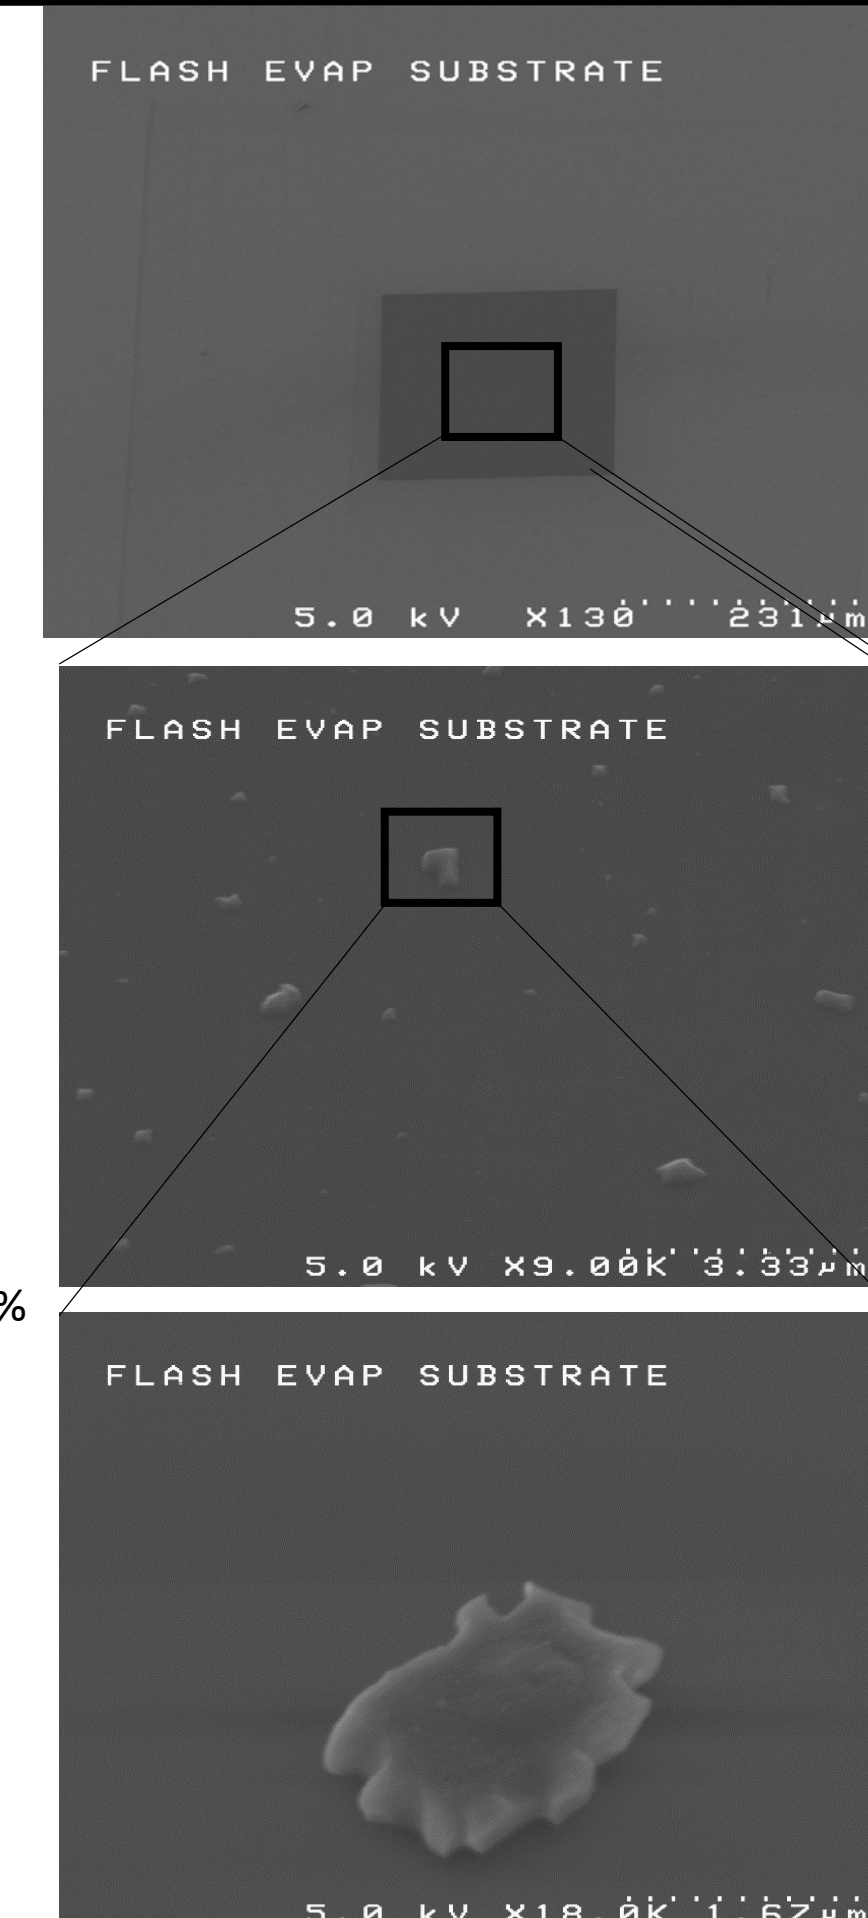 FLASH EVAP SUBSTRATE
5.0 kV X130 231µm
FLASH EVAP SUBSTRATE
5.0 kV X9.00K 3.33µm
%
FLASH EVAP SUBSTRATE
5.0 kV X18.0K 1.67µm